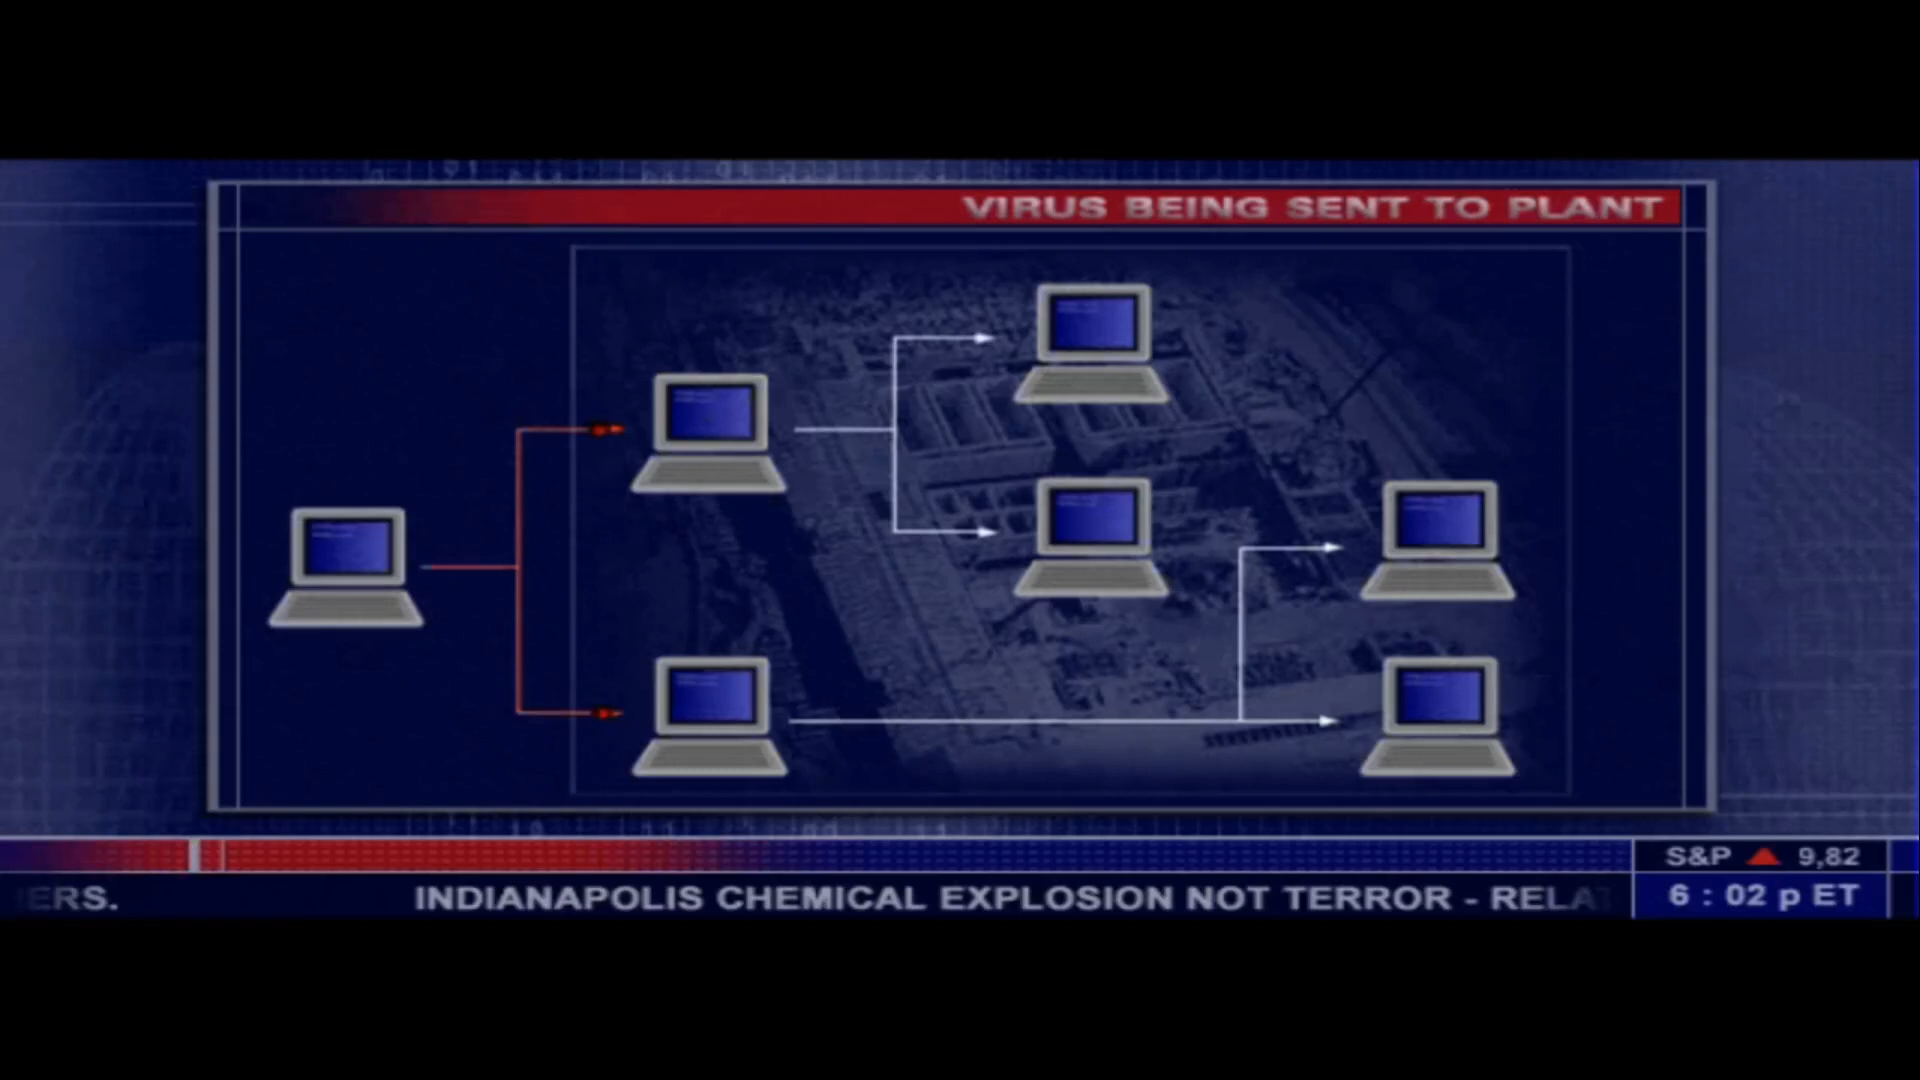 VIRUS BEING SENT TO PLANT
S&P 9,82
ERS. INDIANAPOLIS CHEMICAL EXPLOSION NOT TERROR - RELA
6 : 02 p ET